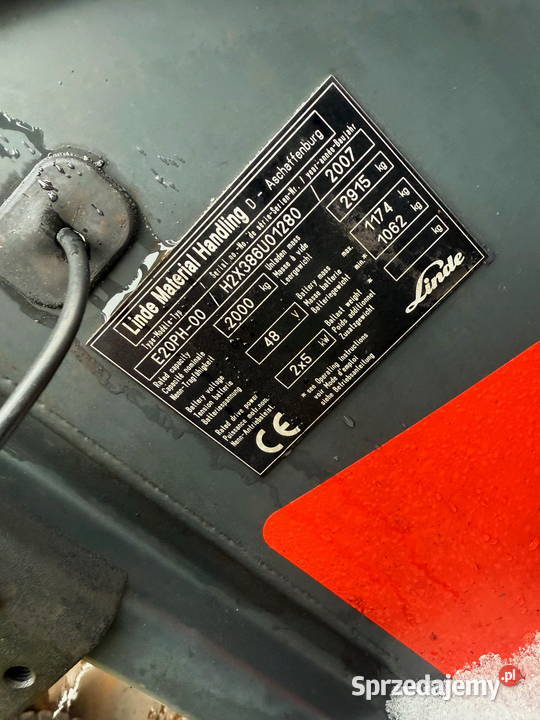 Linde Material Handling D - Aschaffenburg
Type-Modèle-Typ / Serial no.-No. de série-Serien-Nr. / year-année-Baujahr
E20PH-00 / H2X386U01280 2007
Rated capacity
Capacité nominale
Nenn-Tragfähigkeit
2000 kg
Unladen mass
Masse à vide
Leergewicht
2915 kg
Battery voltage
Tension batterie
Batteriespannung
48 V
Battery mass max.
Masse batterie
Batteriegewicht min.
1174 kg
1062 kg
Rated drive power
Puissance motr.nom.
Nenn-Antriebsleist.
2x5 kW
Ballast weight *
Poids additionnel
Zusatzgewicht
kg
CE
* see Operating instructions
voir Mode d'emploi
siehe Betriebsanleitung
Linde
Sprzedajemy.pl